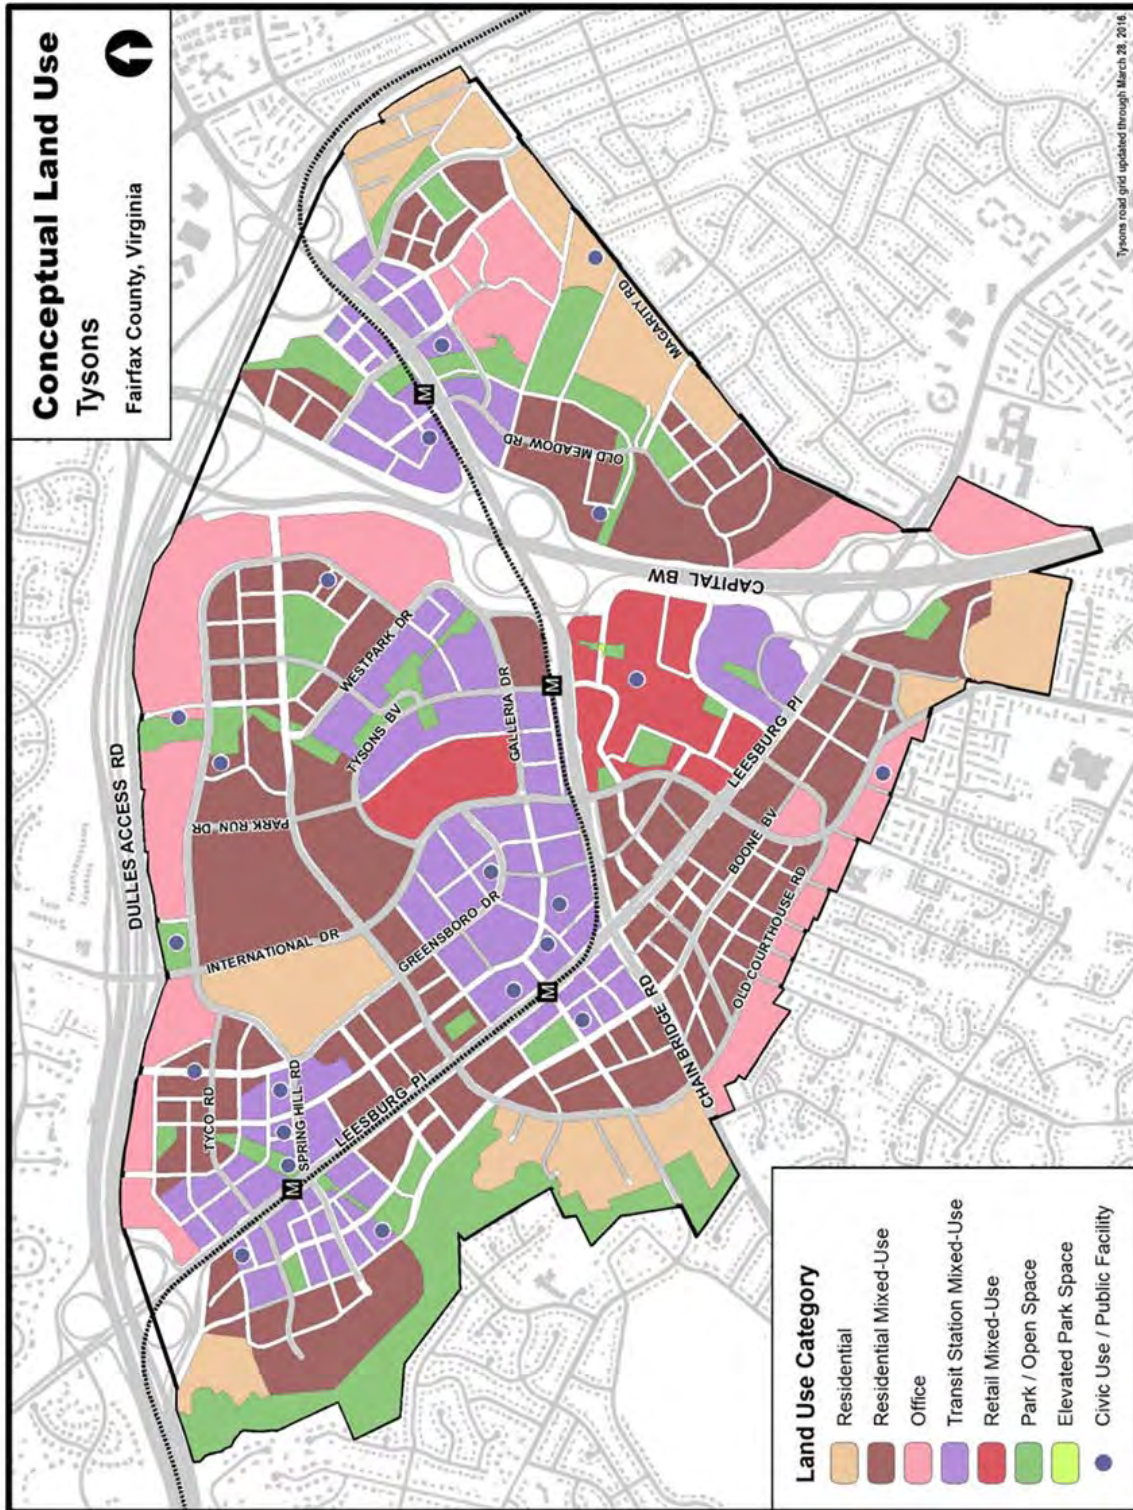 Conceptual Land Use
Tysons
Fairfax County, Virginia
DULLES ACCESS RD
INTERNATIONAL DR
PARK RUN DR
WESTPARK DR
TYSONS BV
GALLERIA DR
GREENSBORO DR
TYCO RD
SPRING HILL RD
LEESBURG PI
M
M
M
M
CAPITAL BW
OLD MEADOW RD
MAGARITY RD
LEESBURG PI
BOONE BV
OLD COURTHOUSE RD
CHAIN BRIDGE RD
Land Use Category
Residential
Residential Mixed-Use
Office
Transit Station Mixed-Use
Retail Mixed-Use
Park / Open Space
Elevated Park Space
Civic Use / Public Facility
Tysons road grid updated through March 28, 2016.